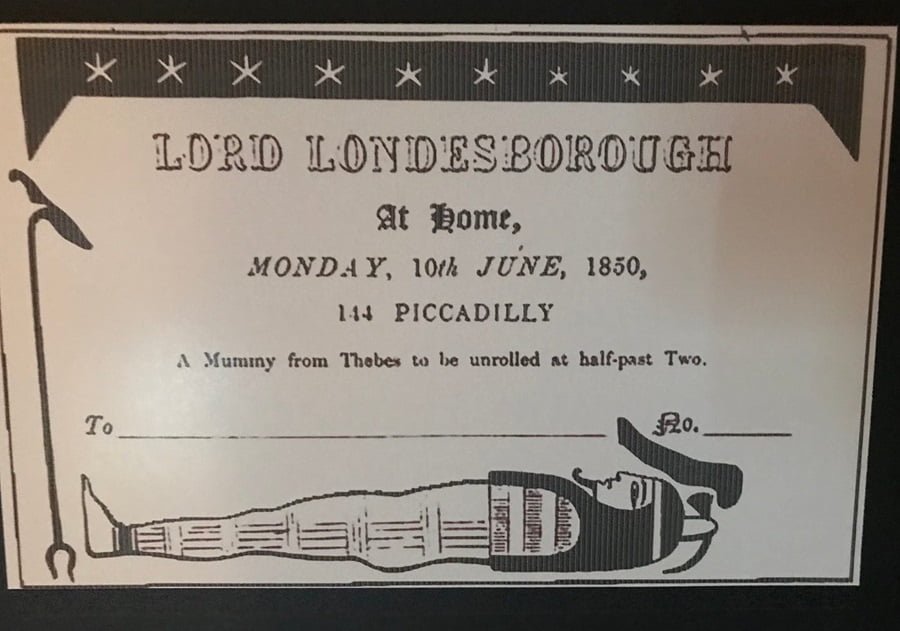 LORD LONDESBOROUGH
At Home,
MONDAY, 10th JUNE, 1850,
144 PICCADILLY
A Mummy from Thebes to be unrolled at half-past Two.
To No.